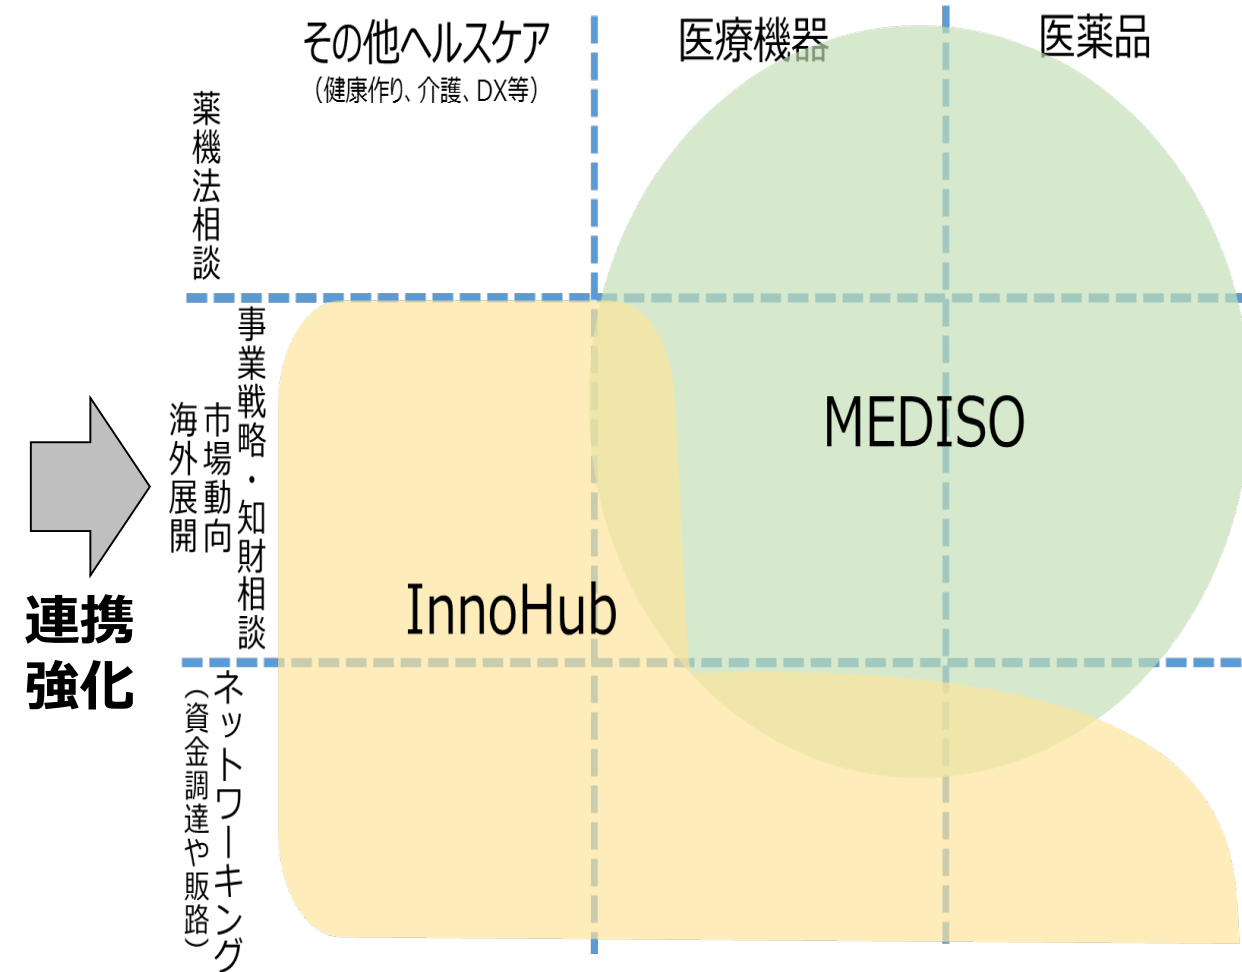 その他ヘルスケア
（健康作り、介護、DX等）
医療機器
医薬品
薬機法相談
事業戦略・知財相談
市場動向
海外展開
MEDISO
InnoHub
連携
強化
ネットワーキング
（資金調達や販路）